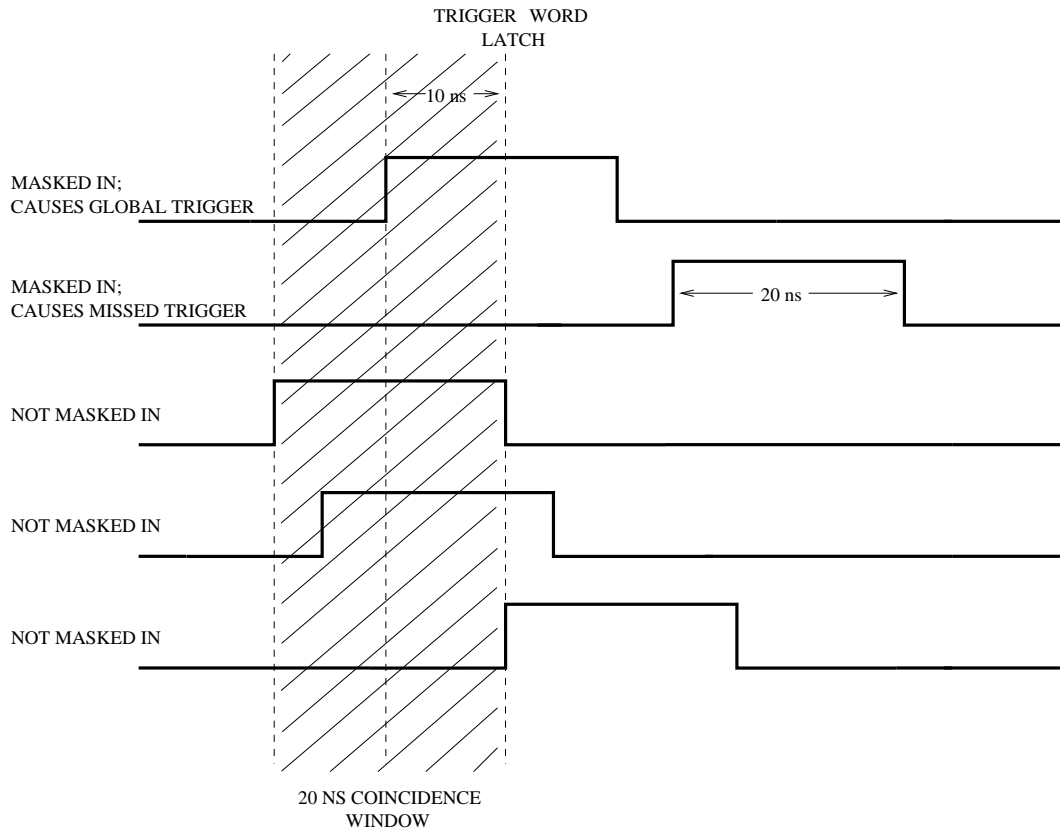 TRIGGER WORD
LATCH
10 ns
MASKED IN;
CAUSES GLOBAL TRIGGER
MASKED IN;
CAUSES MISSED TRIGGER
20 ns
NOT MASKED IN
NOT MASKED IN
NOT MASKED IN
20 NS COINCIDENCE
WINDOW